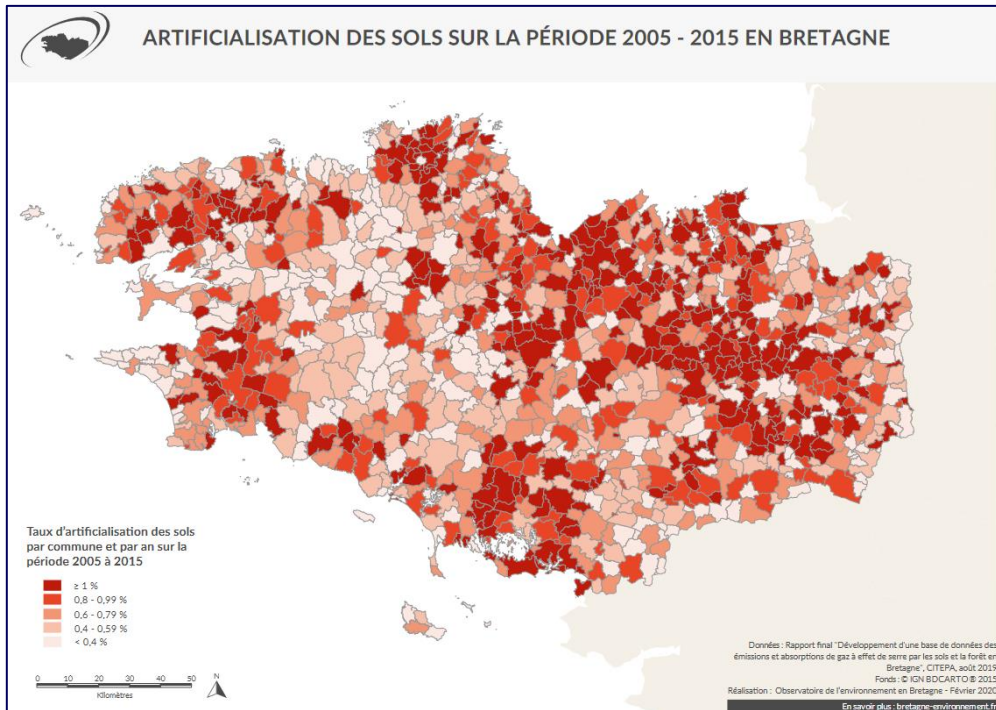 ARTIFICIALISATION DES SOLS SUR LA PÉRIODE 2005 - 2015 EN BRETAGNE
Taux d'artificialisation des sols
par commune et par an sur la
période 2005 à 2015
≥ 1 %
0,8 - 0,99 %
0,6 - 0,79 %
0,4 - 0,59 %
< 0,4 %
0 10 20 30 40 50
Kilomètres
N
Données : Rapport final "Développement d'une base de données des
émissions et absorptions de gaz à effet de serre par les sols et la forêt en
Bretagne", CITEPA, août 2019
Fonds : © IGN BDCARTO ® 2015
Réalisation : Observatoire de l'environnement en Bretagne - Février 2020
En savoir plus : bretagne-environnement.fr